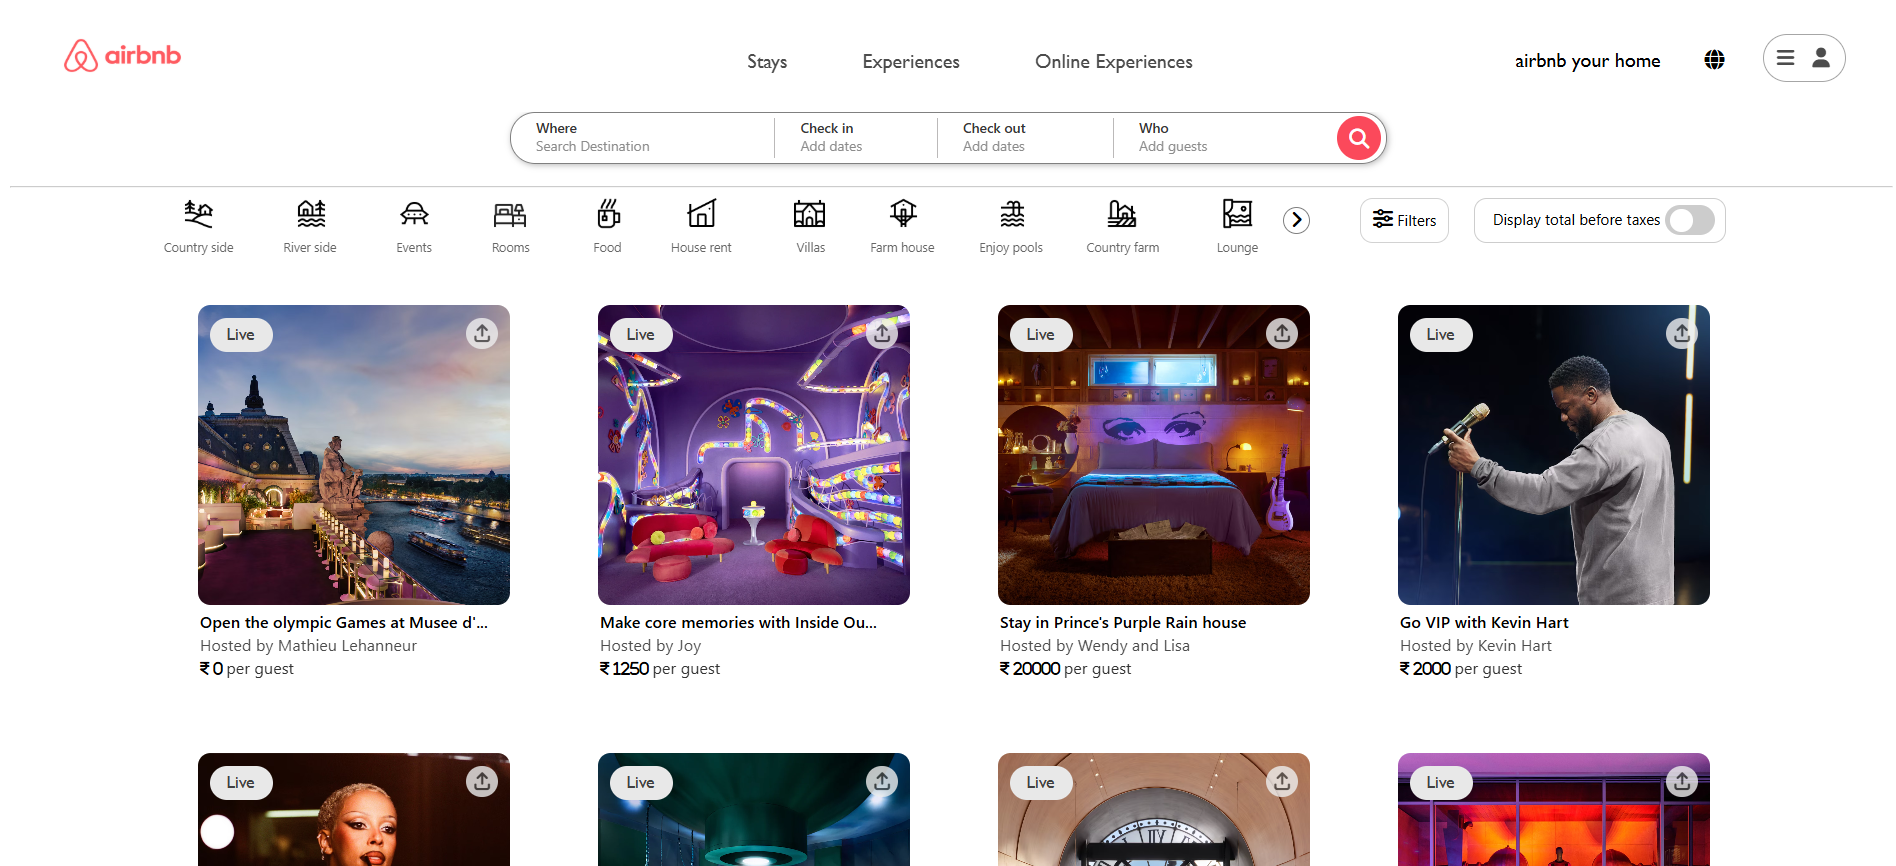 airbnb
Stays
Experiences
Online Experiences
airbnb your home
Where
Search Destination
Check in
Add dates
Check out
Add dates
Who
Add guests
Country side
River side
Events
Rooms
Food
House rent
Villas
Farm house
Enjoy pools
Country farm
Lounge
Filters
Display total before taxes
Live
Live
Live
Live
Open the olympic Games at Musee d'...
Hosted by Mathieu Lehanneur
₹ 0 per guest
Make core memories with Inside Ou...
Hosted by Joy
₹ 1250 per guest
Stay in Prince's Purple Rain house
Hosted by Wendy and Lisa
₹ 20000 per guest
Go VIP with Kevin Hart
Hosted by Kevin Hart
₹ 2000 per guest
Live
Live
Live
Live